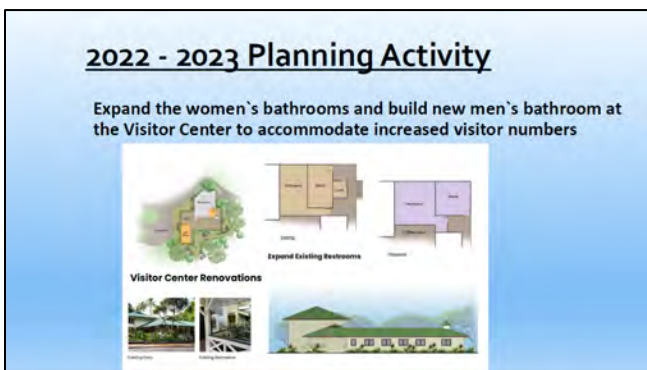 2022 - 2023 Planning Activity
Expand the women`s bathrooms and build new men`s bathroom at
the Visitor Center to accommodate increased visitor numbers
Expand Existing Restrooms
Visitor Center Renovations